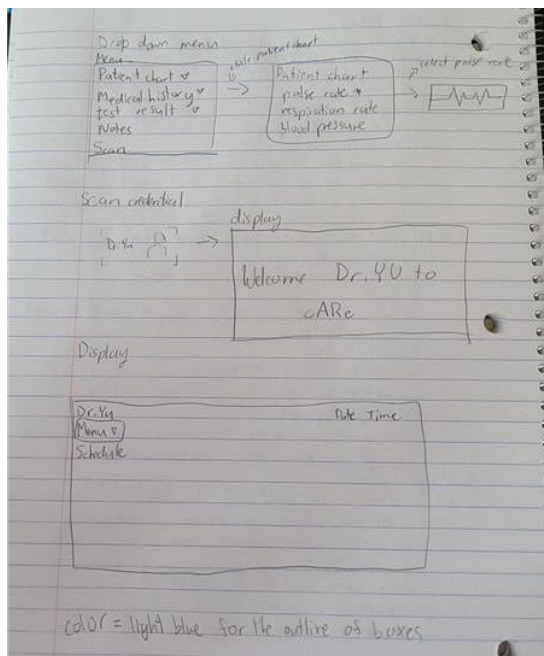 Drop down menu
Menu
Patient chart
Medical history
test result
Notes
Scan
patient chart
Patient chart
pulse rate
respiration rate
blood pressure
select pulse rate
Scan credential
Dr. Yu
display
Welcome Dr. YU to
cARe
Display
Dr. Yu
Date Time
Menu
Schedule
color = light blue for the outline of boxes